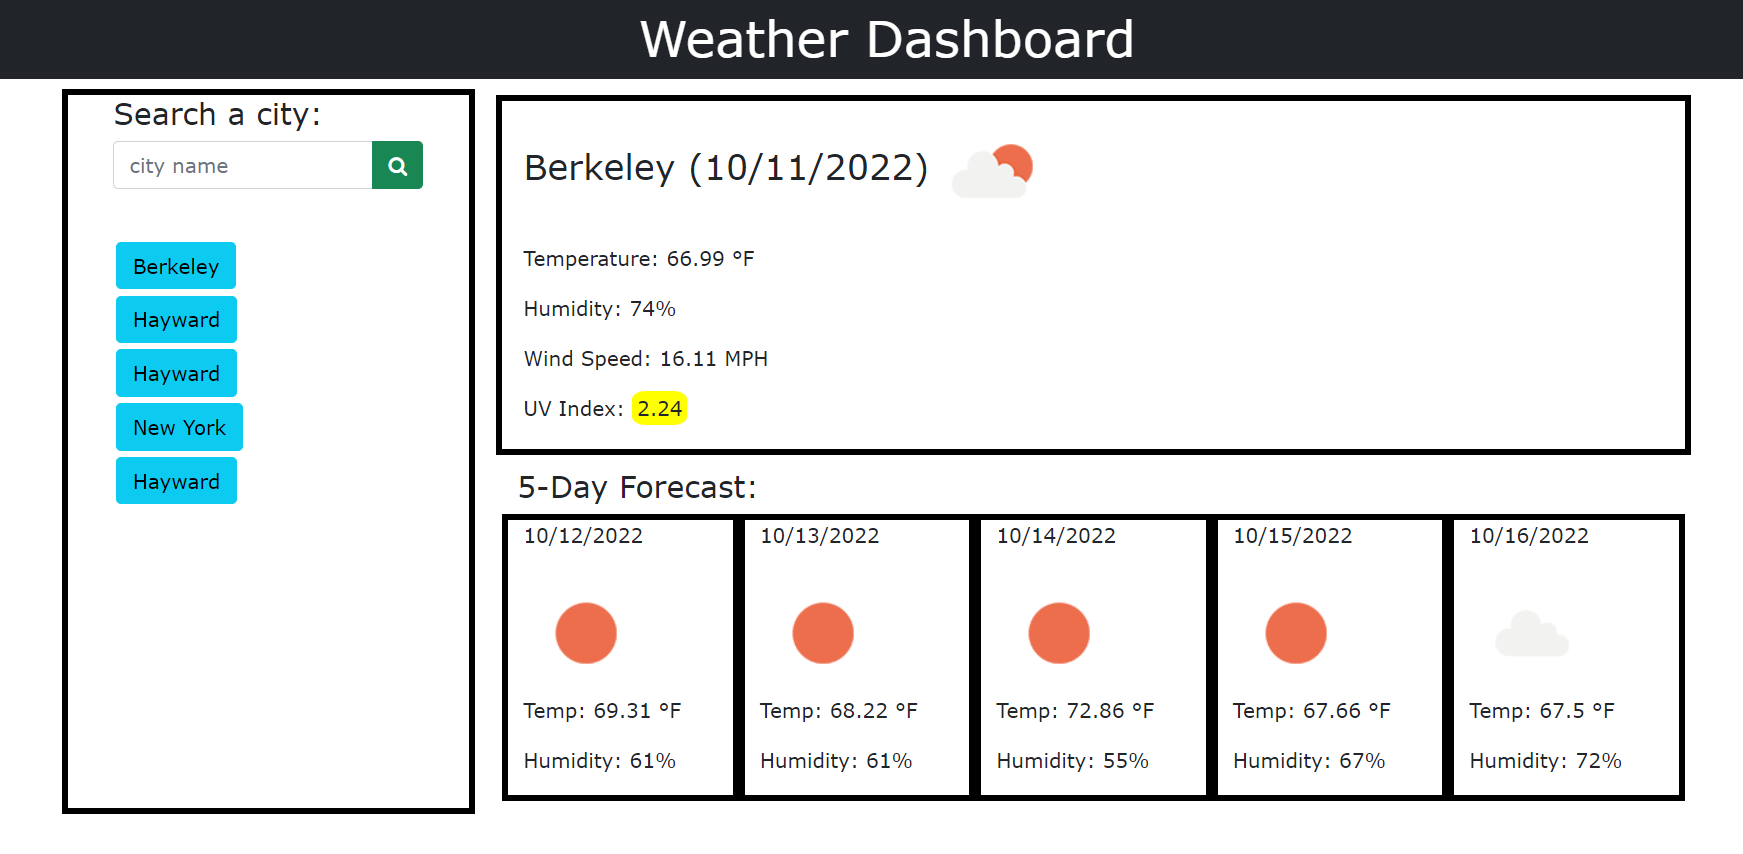 Weather Dashboard
Search a city:
city name
Berkeley
Hayward
Hayward
New York
Hayward
Berkeley (10/11/2022)
Temperature: 66.99 °F
Humidity: 74%
Wind Speed: 16.11 MPH
UV Index: 2.24
5-Day Forecast:
10/12/2022
Temp: 69.31 °F
Humidity: 61%
10/13/2022
Temp: 68.22 °F
Humidity: 61%
10/14/2022
Temp: 72.86 °F
Humidity: 55%
10/15/2022
Temp: 67.66 °F
Humidity: 67%
10/16/2022
Temp: 67.5 °F
Humidity: 72%